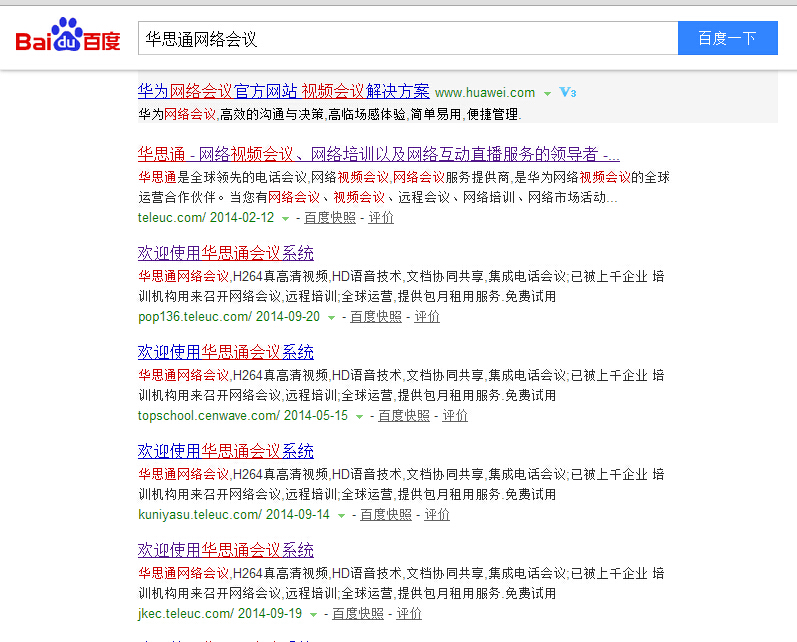 Bai du 百度 华思通网络会议 百度一下
华为网络会议官方网站 视频会议解决方案 www.huawei.com V3
华为网络会议,高效的沟通与决策,高临场感体验,简单易用,便捷管理.
华思通 - 网络视频会议、网络培训以及网络互动直播服务的领导者 -...
华思通是全球领先的电话会议,网络视频会议,网络会议服务提供商,是华为网络视频会议的全球
运营合作伙伴。当您有网络会议、视频会议、远程会议、网络培训、网络市场活动...
teleuc.com/ 2014-02-12 - 百度快照 - 评价
欢迎使用华思通会议系统
华思通网络会议,H264真高清视频,HD语音技术,文档协同共享,集成电话会议;已被上千企业 培
训机构用来召开网络会议,远程培训;全球运营,提供包月租用服务.免费试用
pop136.teleuc.com/ 2014-09-20 - 百度快照 - 评价
欢迎使用华思通会议系统
华思通网络会议,H264真高清视频,HD语音技术,文档协同共享,集成电话会议;已被上千企业 培
训机构用来召开网络会议,远程培训;全球运营,提供包月租用服务.免费试用
topschool.cenwave.com/ 2014-05-15 - 百度快照 - 评价
欢迎使用华思通会议系统
华思通网络会议,H264真高清视频,HD语音技术,文档协同共享,集成电话会议;已被上千企业 培
训机构用来召开网络会议,远程培训;全球运营,提供包月租用服务.免费试用
kuniyasu.teleuc.com/ 2014-09-14 - 百度快照 - 评价
欢迎使用华思通会议系统
华思通网络会议,H264真高清视频,HD语音技术,文档协同共享,集成电话会议;已被上千企业 培
训机构用来召开网络会议,远程培训;全球运营,提供包月租用服务.免费试用
jkec.teleuc.com/ 2014-09-19 - 百度快照 - 评价